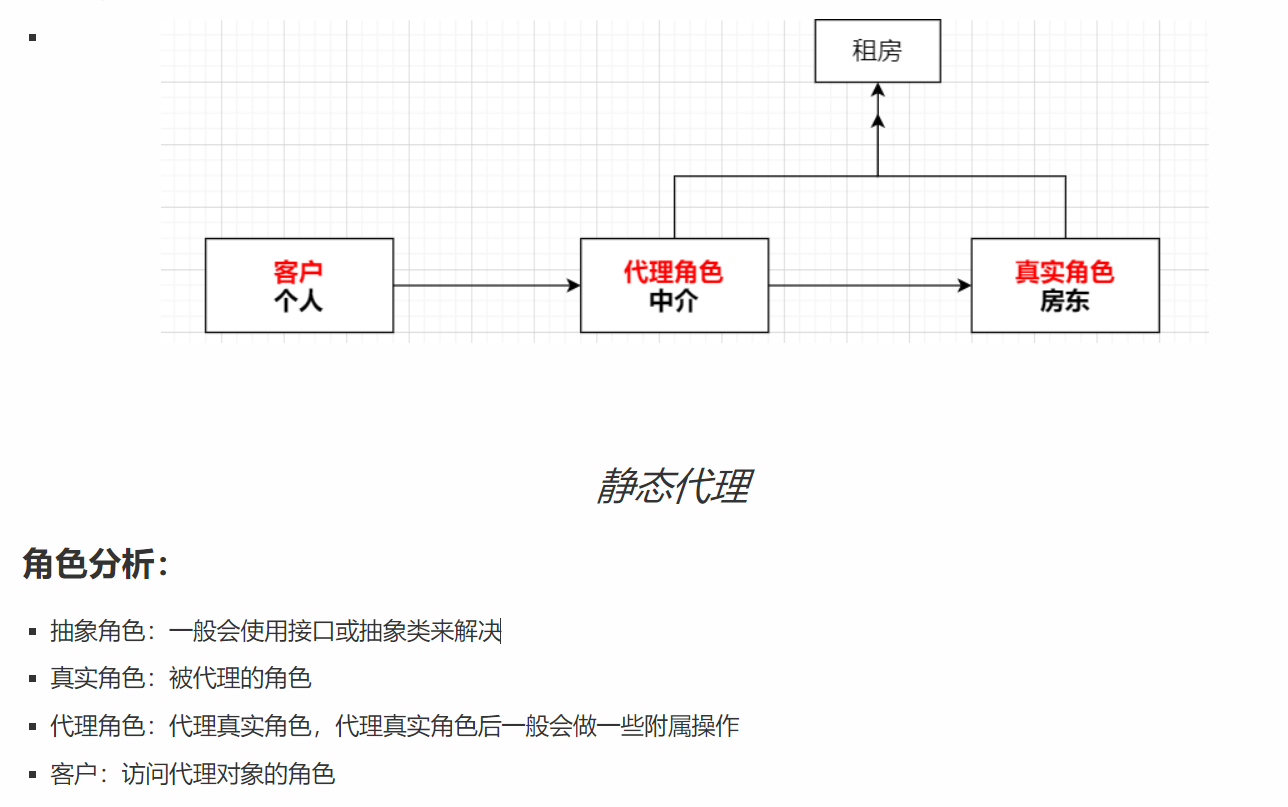 租房
客户
个人
代理角色
中介
真实角色
房东
静态代理
角色分析：
抽象角色：一般会使用接口或抽象类来解决
真实角色：被代理的角色
代理角色：代理真实角色，代理真实角色后一般会做一些附属操作
客户：访问代理对象的角色